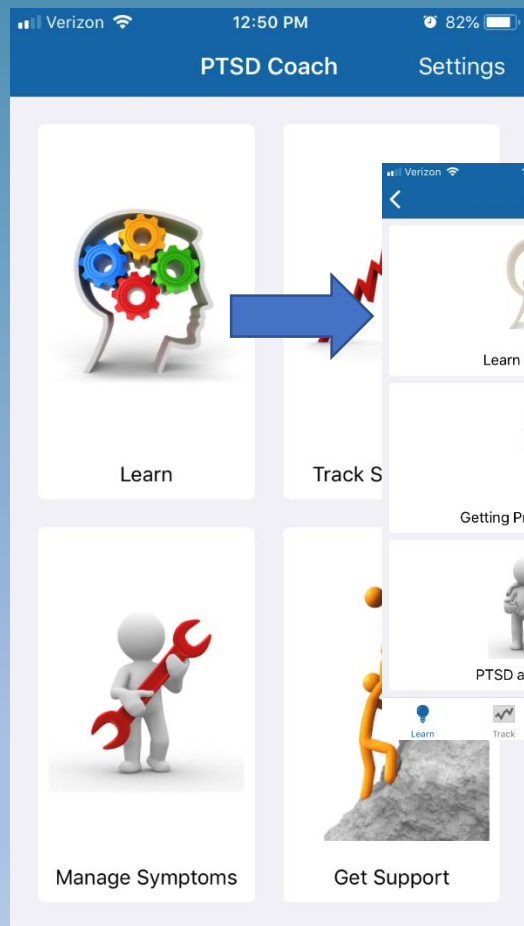 Verizon 12:50 PM 82%
PTSD Coach Settings
Verizon
Learn
Learn
Track S
Getting Pr
PTSD a
Learn Track
Manage Symptoms Get Support